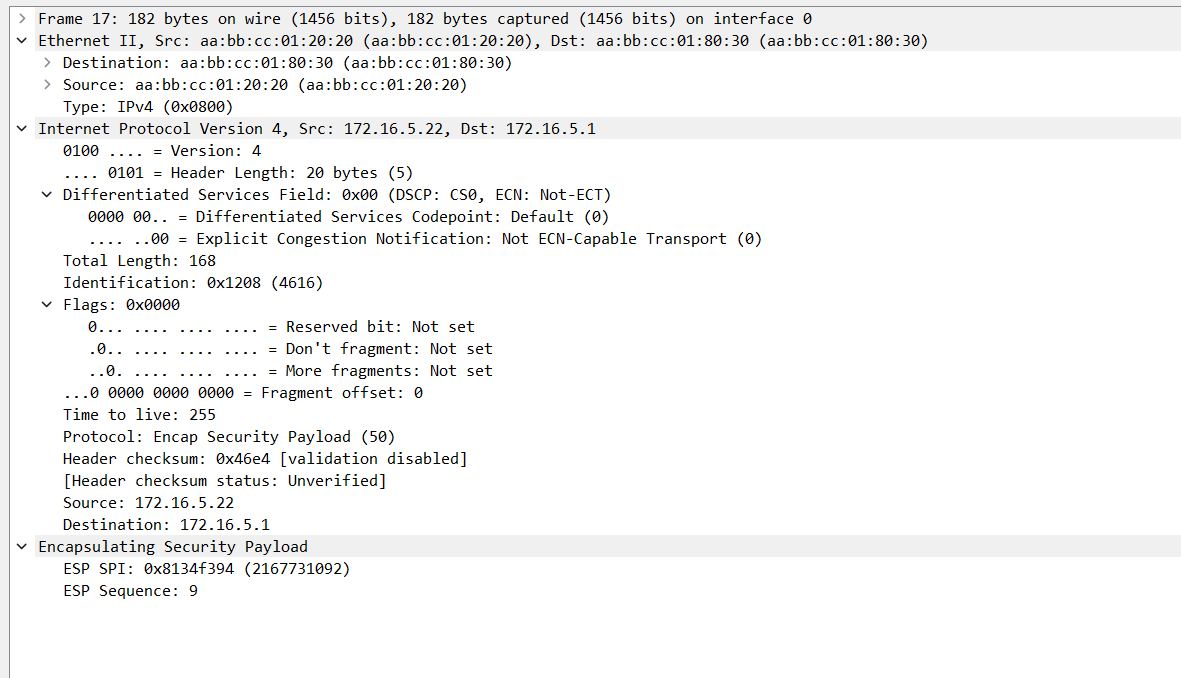 Frame 17: 182 bytes on wire (1456 bits), 182 bytes captured (1456 bits) on interface 0
Ethernet II, Src: aa:bb:cc:01:20:20 (aa:bb:cc:01:20:20), Dst: aa:bb:cc:01:80:30 (aa:bb:cc:01:80:30)
Destination: aa:bb:cc:01:80:30 (aa:bb:cc:01:80:30)
Source: aa:bb:cc:01:20:20 (aa:bb:cc:01:20:20)
Type: IPv4 (0x0800)
Internet Protocol Version 4, Src: 172.16.5.22, Dst: 172.16.5.1
0100 .... = Version: 4
.... 0101 = Header Length: 20 bytes (5)
Differentiated Services Field: 0x00 (DSCP: CS0, ECN: Not-ECT)
0000 00.. = Differentiated Services Codepoint: Default (0)
.... ..00 = Explicit Congestion Notification: Not ECN-Capable Transport (0)
Total Length: 168
Identification: 0x1208 (4616)
Flags: 0x0000
0... .... .... .... = Reserved bit: Not set
.0.. .... .... .... = Don't fragment: Not set
..0. .... .... .... = More fragments: Not set
...0 0000 0000 0000 = Fragment offset: 0
Time to live: 255
Protocol: Encap Security Payload (50)
Header checksum: 0x46e4 [validation disabled]
[Header checksum status: Unverified]
Source: 172.16.5.22
Destination: 172.16.5.1
Encapsulating Security Payload
ESP SPI: 0x8134f394 (2167731092)
ESP Sequence: 9